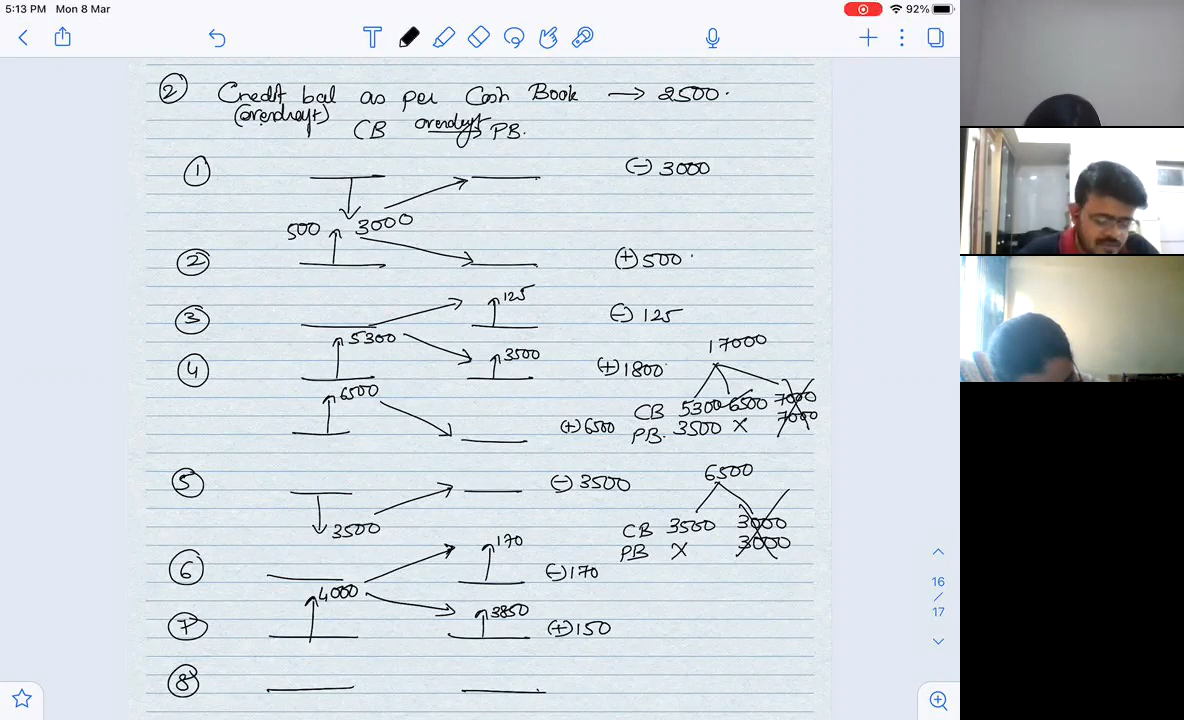 5:13 PM Mon 8 Mar
92%
② Credit bal as per Cash Book → 2500.
(overdraft)
CB overdraft PB.
① (−) 3000
500 3000
② (+) 500
125
③ (−) 125
5300
17000
④ 3500 (+) 1800
6500
CB 5300 6500 7000
(+) 6500 PB. 3500 X 7000
6500
⑤ (−) 3500
3500
CB 3500 3000
PB X 3000
170
⑥ (−) 170
4000
3850
⑦ (+) 150
⑧
16
/
17